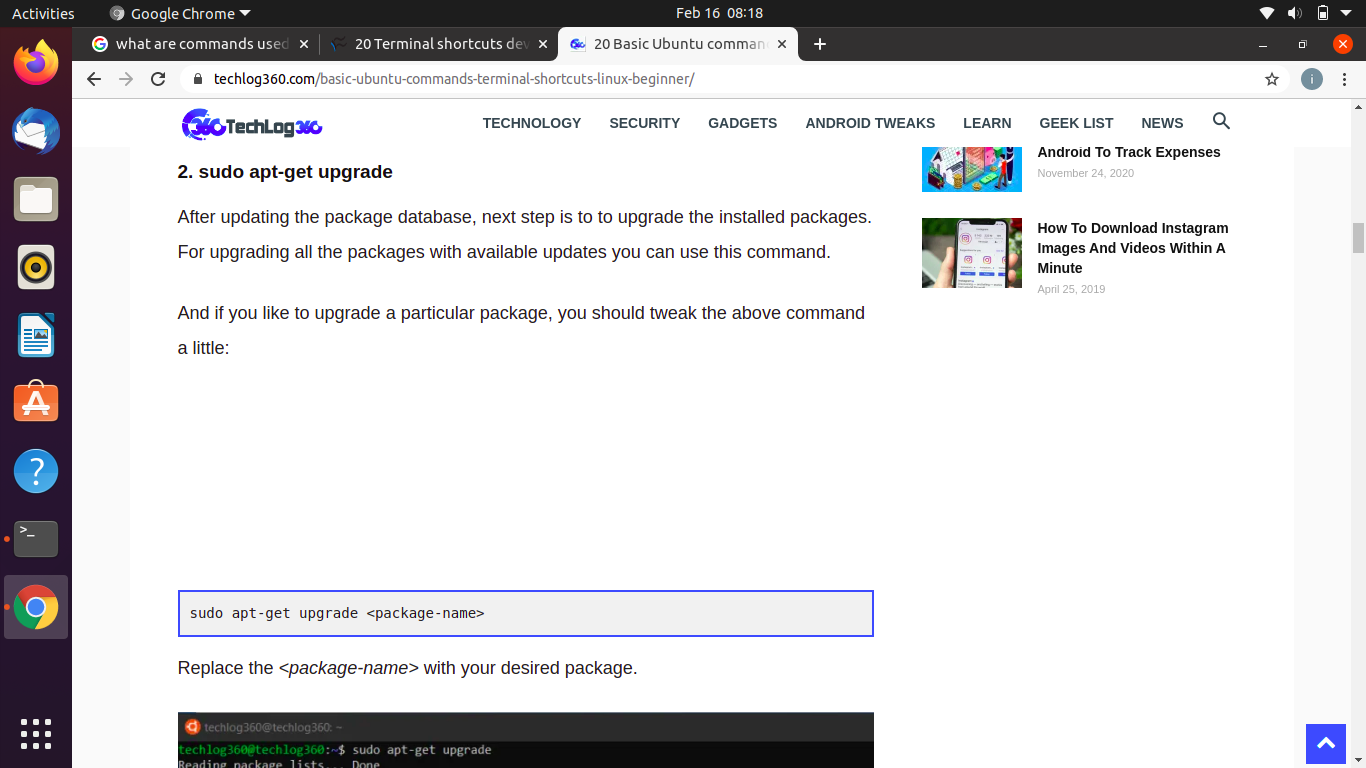 Activities
Google Chrome
Feb 16 08:18
what are commands used
20 Terminal shortcuts dev
20 Basic Ubuntu comman
techlog360.com/basic-ubuntu-commands-terminal-shortcuts-linux-beginner/
i
360 TechLog360
TECHNOLOGY SECURITY GADGETS ANDROID TWEAKS LEARN GEEK LIST NEWS
2. sudo apt-get upgrade
After updating the package database, next step is to to upgrade the installed packages.
For upgrading all the packages with available updates you can use this command.
And if you like to upgrade a particular package, you should tweak the above command
a little:
sudo apt-get upgrade <package-name>
Replace the <package-name> with your desired package.
techlog360@techlog360: ~
techlog360@techlog360:~$ sudo apt-get upgrade
Reading package lists... Done
Android To Track Expenses
November 24, 2020
How To Download Instagram
Images And Videos Within A
Minute
April 25, 2019